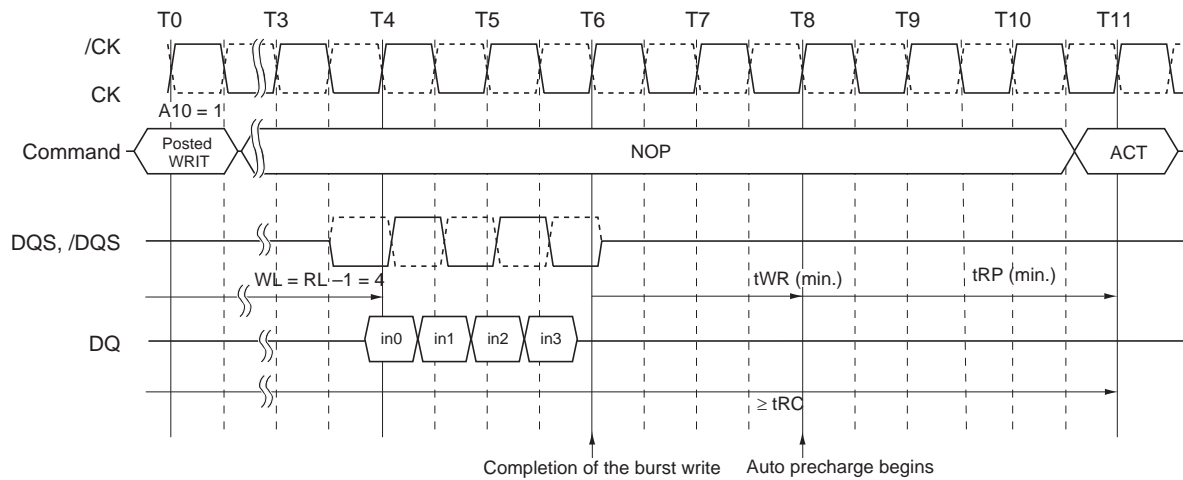 T0 T3 T4 T5 T6 T7 T8 T9 T10 T11
/CK
CK
A10 = 1
Command
Posted
WRIT
NOP
ACT
DQS, /DQS
WL = RL –1 = 4
tWR (min.)
tRP (min.)
DQ
in0 in1 in2 in3
≥ tRC
Completion of the burst write
Auto precharge begins